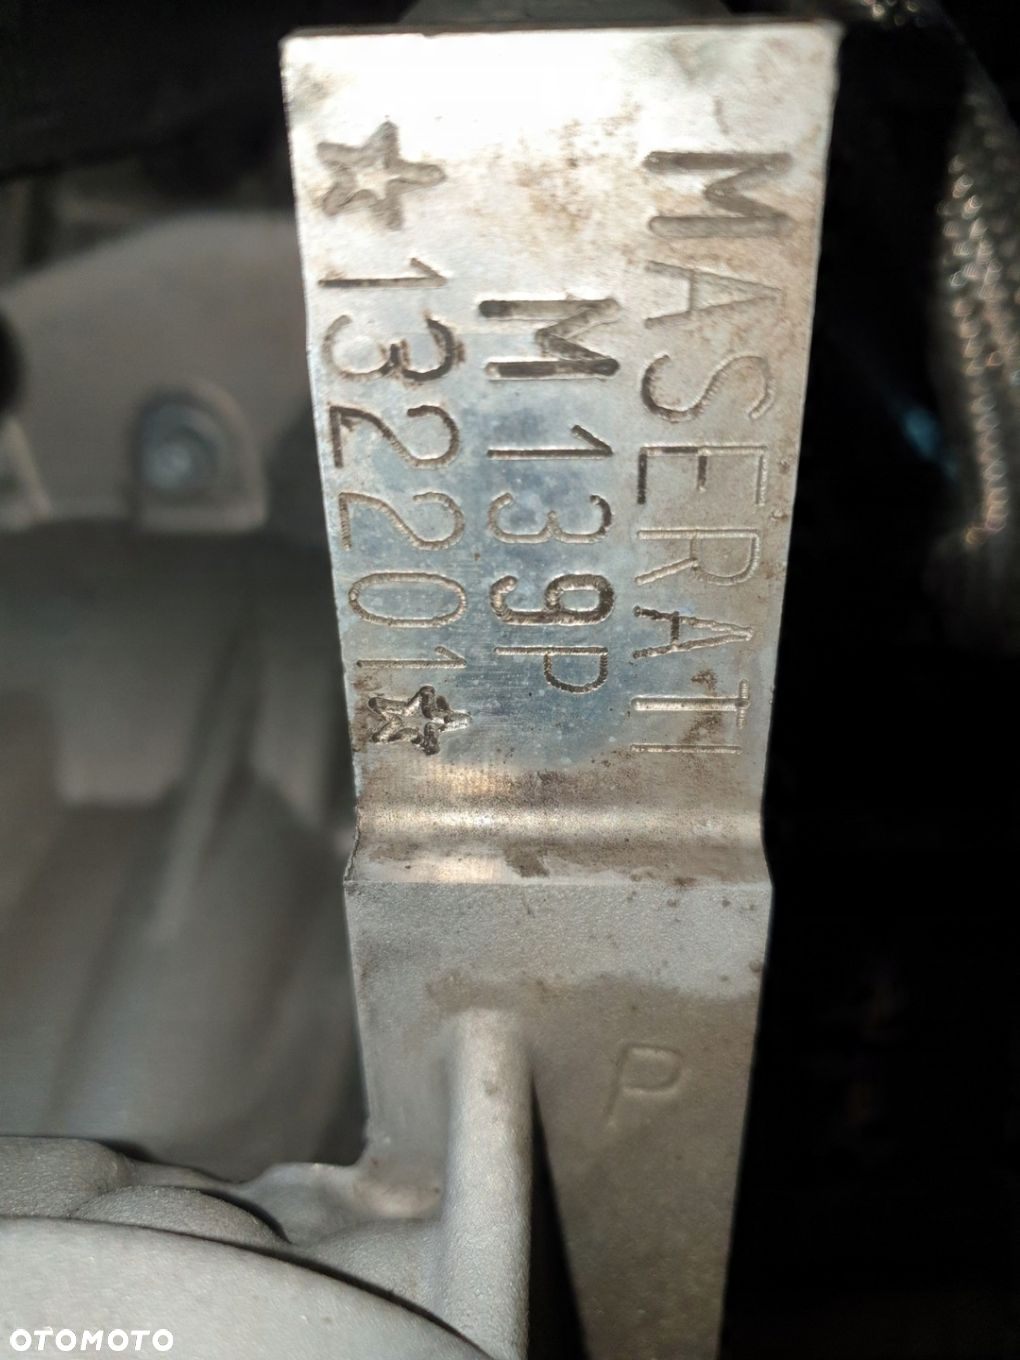 MASERATI
M139P
☆132201☆
P
OTOMOTO